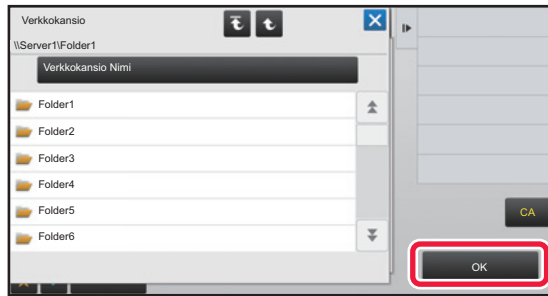 Verkkokansio
\\Server1\Folder1
Verkkokansio Nimi
Folder1
Folder2
Folder3
Folder4
Folder5
Folder6
CA
OK